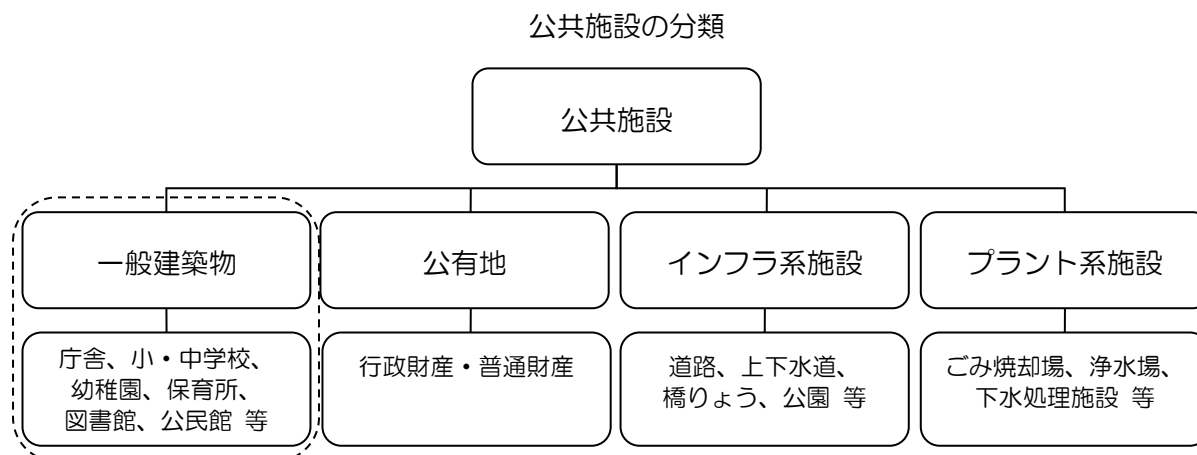 公共施設の分類
公共施設
一般建築物
公有地
インフラ系施設
プラント系施設
庁舎、小・中学校、
幼稚園、保育所、
図書館、公民館 等
行政財産・普通財産
道路、上下水道、
橋りょう、公園 等
ごみ焼却場、浄水場、
下水処理施設 等